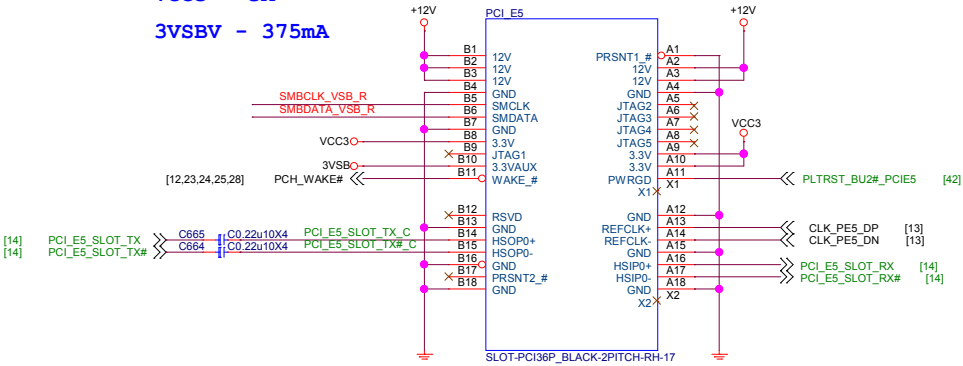 3VSBV - 375mA
+12V
PCI_E5
+12V
B1 12V PRSNT1_# A1
B2 12V 12V A2
B3 12V 12V A3
B4 GND GND A4
SMBCLK_VSB_R B5 SMCLK JTAG2 A5
SMBDATA_VSB_R B6 SMDATA JTAG3 A6
B7 GND JTAG4 A7
VCC3 B8 3.3V JTAG5 A8 VCC3
B9 JTAG1 3.3V A9
3VSB B10 3.3VAUX 3.3V A10
[12,23,24,25,28] PCH_WAKE# B11 WAKE_# PWRGD A11 PLTRST_BU2#_PCIE5 [42]
X1 X1
B12 RSVD GND A12
B13 GND REFCLK+ A13 CLK_PE5_DP [13]
[14] PCI_E5_SLOT_TX C665 C0.22u10X4 PCI_E5_SLOT_TX_C B14 HSOP0+ REFCLK- A14 CLK_PE5_DN [13]
[14] PCI_E5_SLOT_TX# C664 C0.22u10X4 PCI_E5_SLOT_TX#_C B15 HSOP0- GND A15
B16 GND HSIP0+ A16 PCI_E5_SLOT_RX [14]
B17 PRSNT2_# HSIP0- A17 PCI_E5_SLOT_RX# [14]
B18 GND GND A18
X2 X2
SLOT-PCI36P_BLACK-2PITCH-RH-17